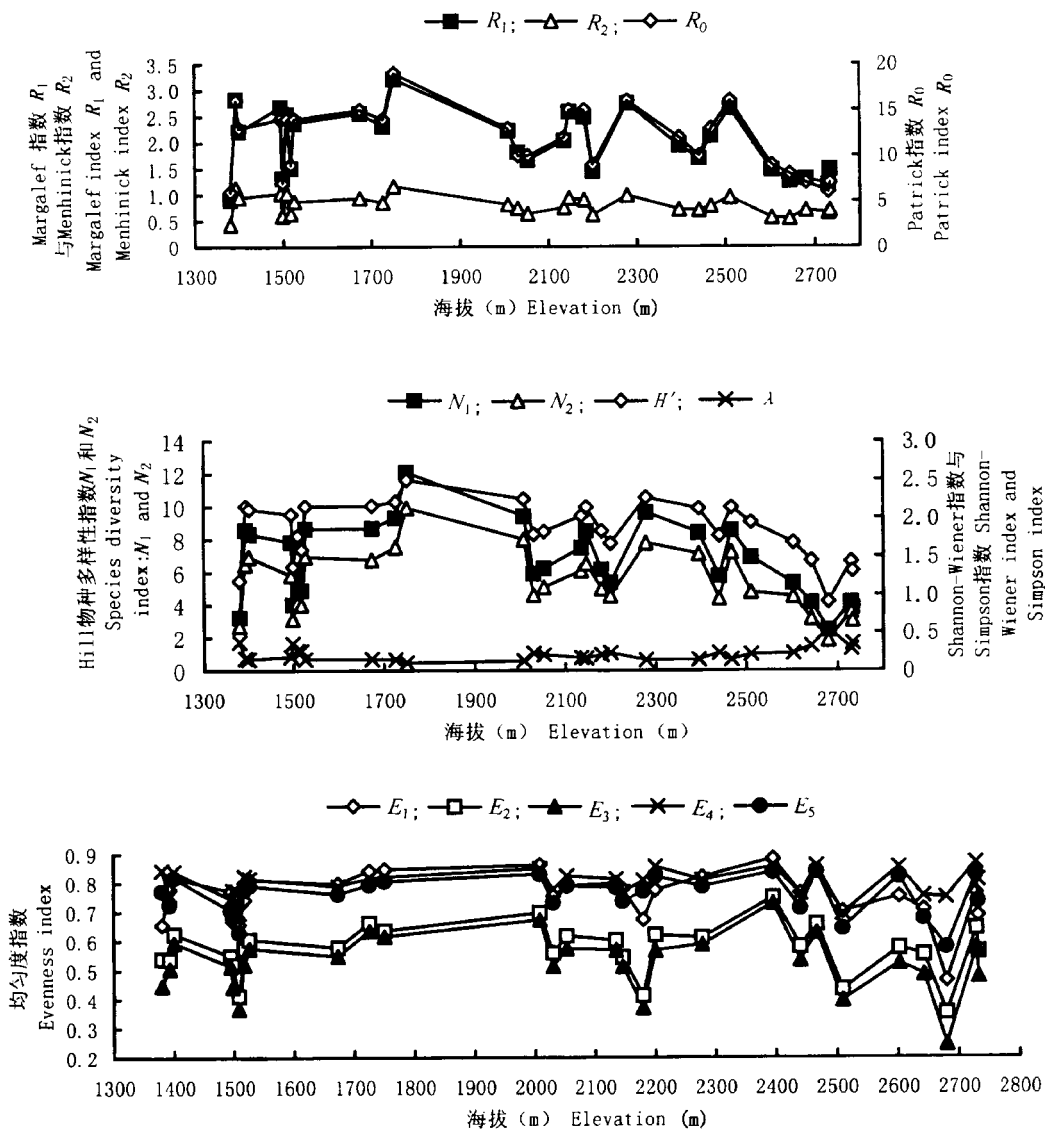 R₁; R₂; R₀
Margalef 指数 R₁
与Menhinick指数 R₂
Margalef index R₁ and
Menhinick index R₂
3.5
3.0
2.5
2.0
1.5
1.0
0.5
0
20
15
10
5
0
Patrick指数 R₀
Patrick index R₀
1300 1500 1700 1900 2100 2300 2500 2700
海拔（m）Elevation (m)
N₁; N₂; H′; λ
Hill物种多样性指数N₁和N₂
Species diversity
index:N₁ and N₂
14
12
10
8
6
4
2
0
3.0
2.5
2.0
1.5
1.0
0.5
0
Shannon-Wiener指数与
Simpson指数 Shannon-
Wiener index and
Simpson index
1300 1500 1700 1900 2100 2300 2500 2700
海拔（m） Elevation（m）
E₁; E₂; E₃; E₄; E₅
均匀度指数
Evenness index
0.9
0.8
0.7
0.6
0.5
0.4
0.3
0.2
1300 1400 1500 1600 1700 1800 1900 2000 2100 2200 2300 2400 2500 2600 2700 2800
海拔（m） Elevation (m)